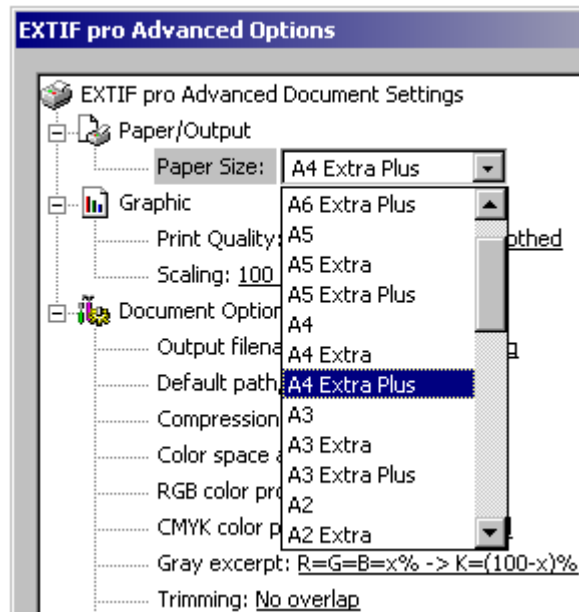 EXTIF pro Advanced Options
EXTIF pro Advanced Document Settings
Paper/Output
Paper Size: A4 Extra Plus
Graphic
Print Quality:
Scaling: 100
Document Option
Output filena
Default path,
Compression
Color space
RGB color pro
CMYK color p
A6 Extra Plus
A5
A5 Extra
A5 Extra Plus
A4
A4 Extra
A4 Extra Plus
A3
A3 Extra
A3 Extra Plus
A2
A2 Extra
othed
Gray excerpt: R=G=B=x% -> K=(100-x)%
Trimming: No overlap